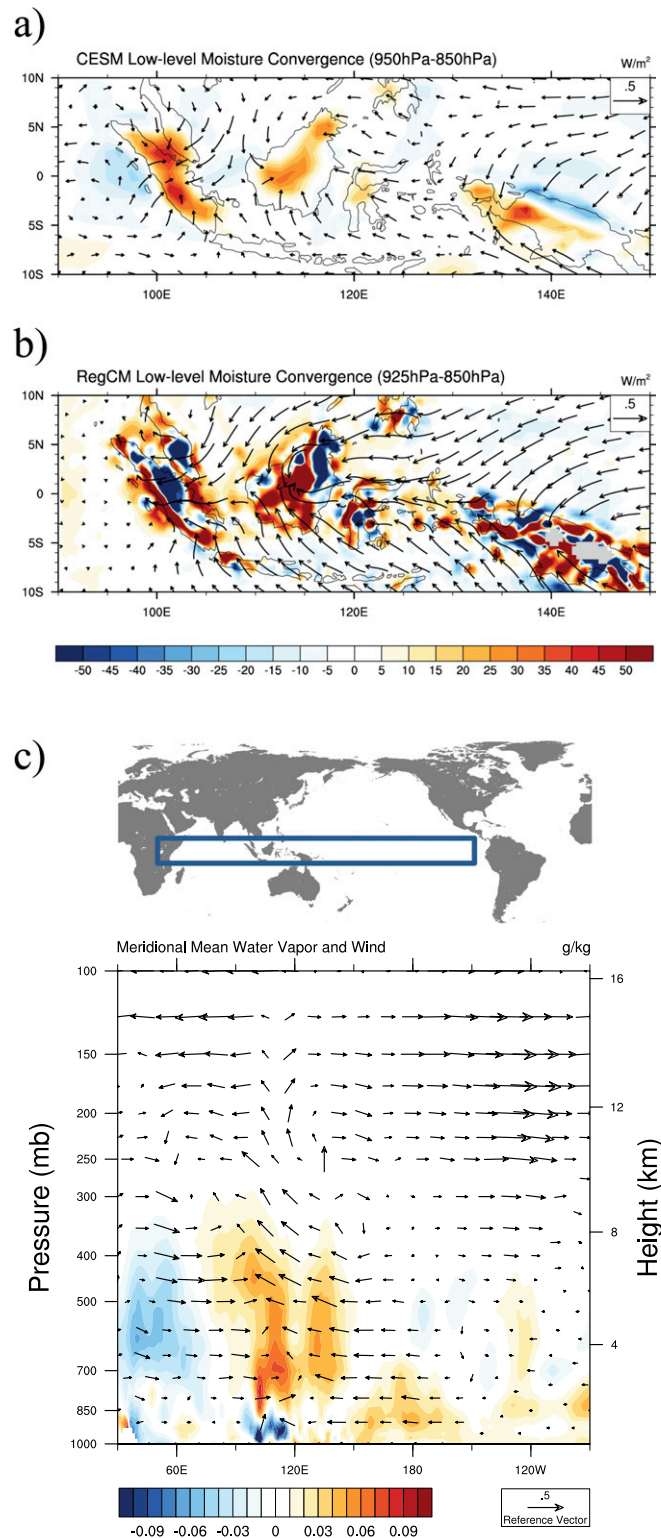 a)
CESM Low-level Moisture Convergence (950hPa-850hPa)
W/m²
.5
10N
5N
0
5S
10S
100E
120E
140E
b)
RegCM Low-level Moisture Convergence (925hPa-850hPa)
W/m²
.5
10N
5N
0
5S
10S
100E
120E
140E
-50 -45 -40 -35 -30 -25 -20 -15 -10 -5 0 5 10 15 20 25 30 35 40 45 50
c)
Meridional Mean Water Vapor and Wind
g/kg
100
150
200
250
300
400
500
700
850
1000
Pressure (mb)
16
12
8
4
Height (km)
60E
120E
180
120W
-0.09 -0.06 -0.03 0 0.03 0.06 0.09
.5
Reference Vector